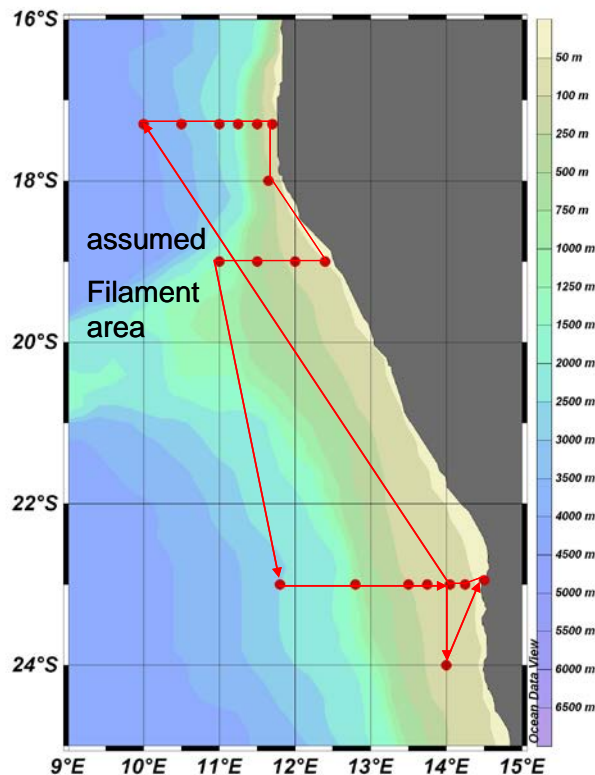 16°S
18°S
20°S
22°S
24°S
assumed
Filament
area
9°E
10°E
11°E
12°E
13°E
14°E
15°E
50 m
100 m
250 m
500 m
750 m
1000 m
1250 m
1500 m
2000 m
2500 m
3000 m
3500 m
4000 m
4500 m
5000 m
5500 m
6000 m
6500 m
Ocean Data View